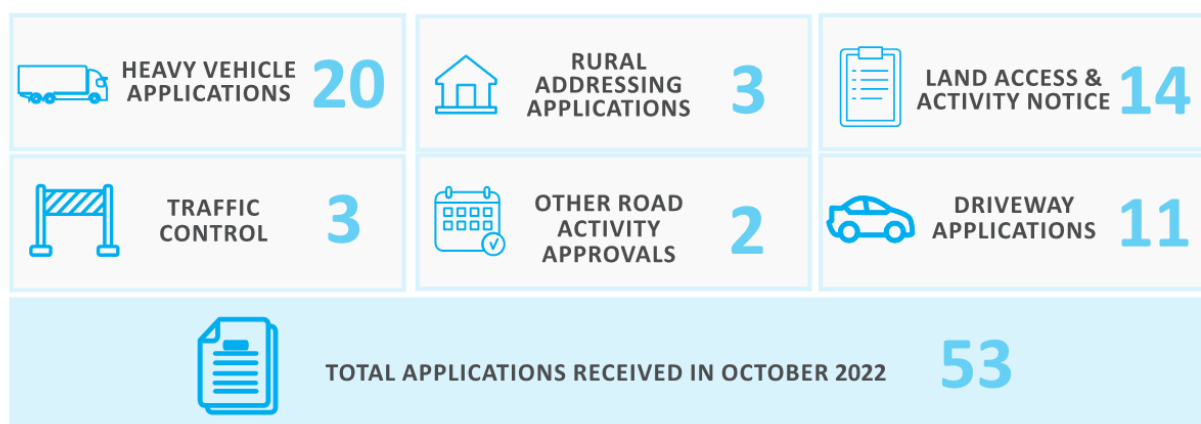 HEAVY VEHICLE
APPLICATIONS
20
RURAL
ADDRESSING
APPLICATIONS
3
LAND ACCESS &
ACTIVITY NOTICE
14
TRAFFIC
CONTROL
3
OTHER ROAD
ACTIVITY
APPROVALS
2
DRIVEWAY
APPLICATIONS
11
TOTAL APPLICATIONS RECEIVED IN OCTOBER 2022
53